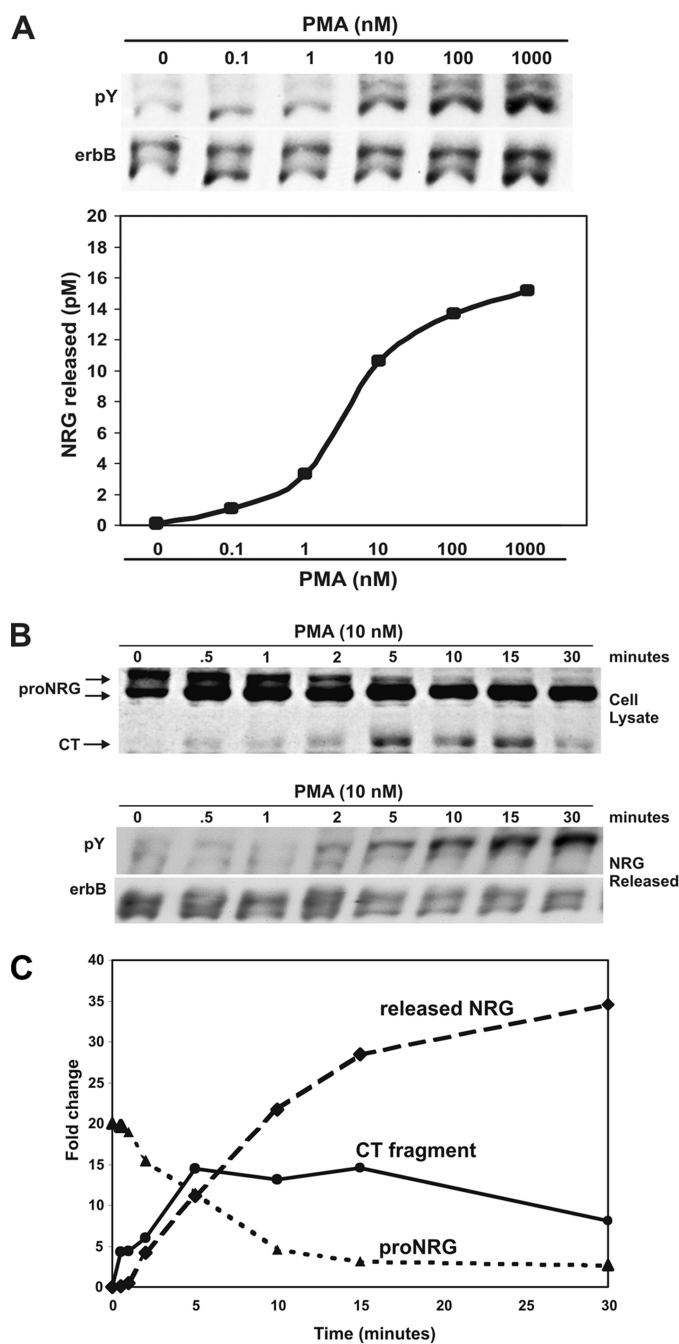 A
PMA (nM)
0 0.1 1 10 100 1000
pY
erbB
20
18
16
14
12
10
8
6
4
2
0
NRG released (pM)
0 0.1 1 10 100 1000
PMA (nM)
B
PMA (10 nM)
0 .5 1 2 5 10 15 30 minutes
proNRG
CT
Cell
Lysate
PMA (10 nM)
0 .5 1 2 5 10 15 30 minutes
pY
erbB
NRG
Released
C
40
35
30
25
20
15
10
5
0
Fold change
released NRG
CT fragment
proNRG
0 5 10 15 20 25 30
Time (minutes)